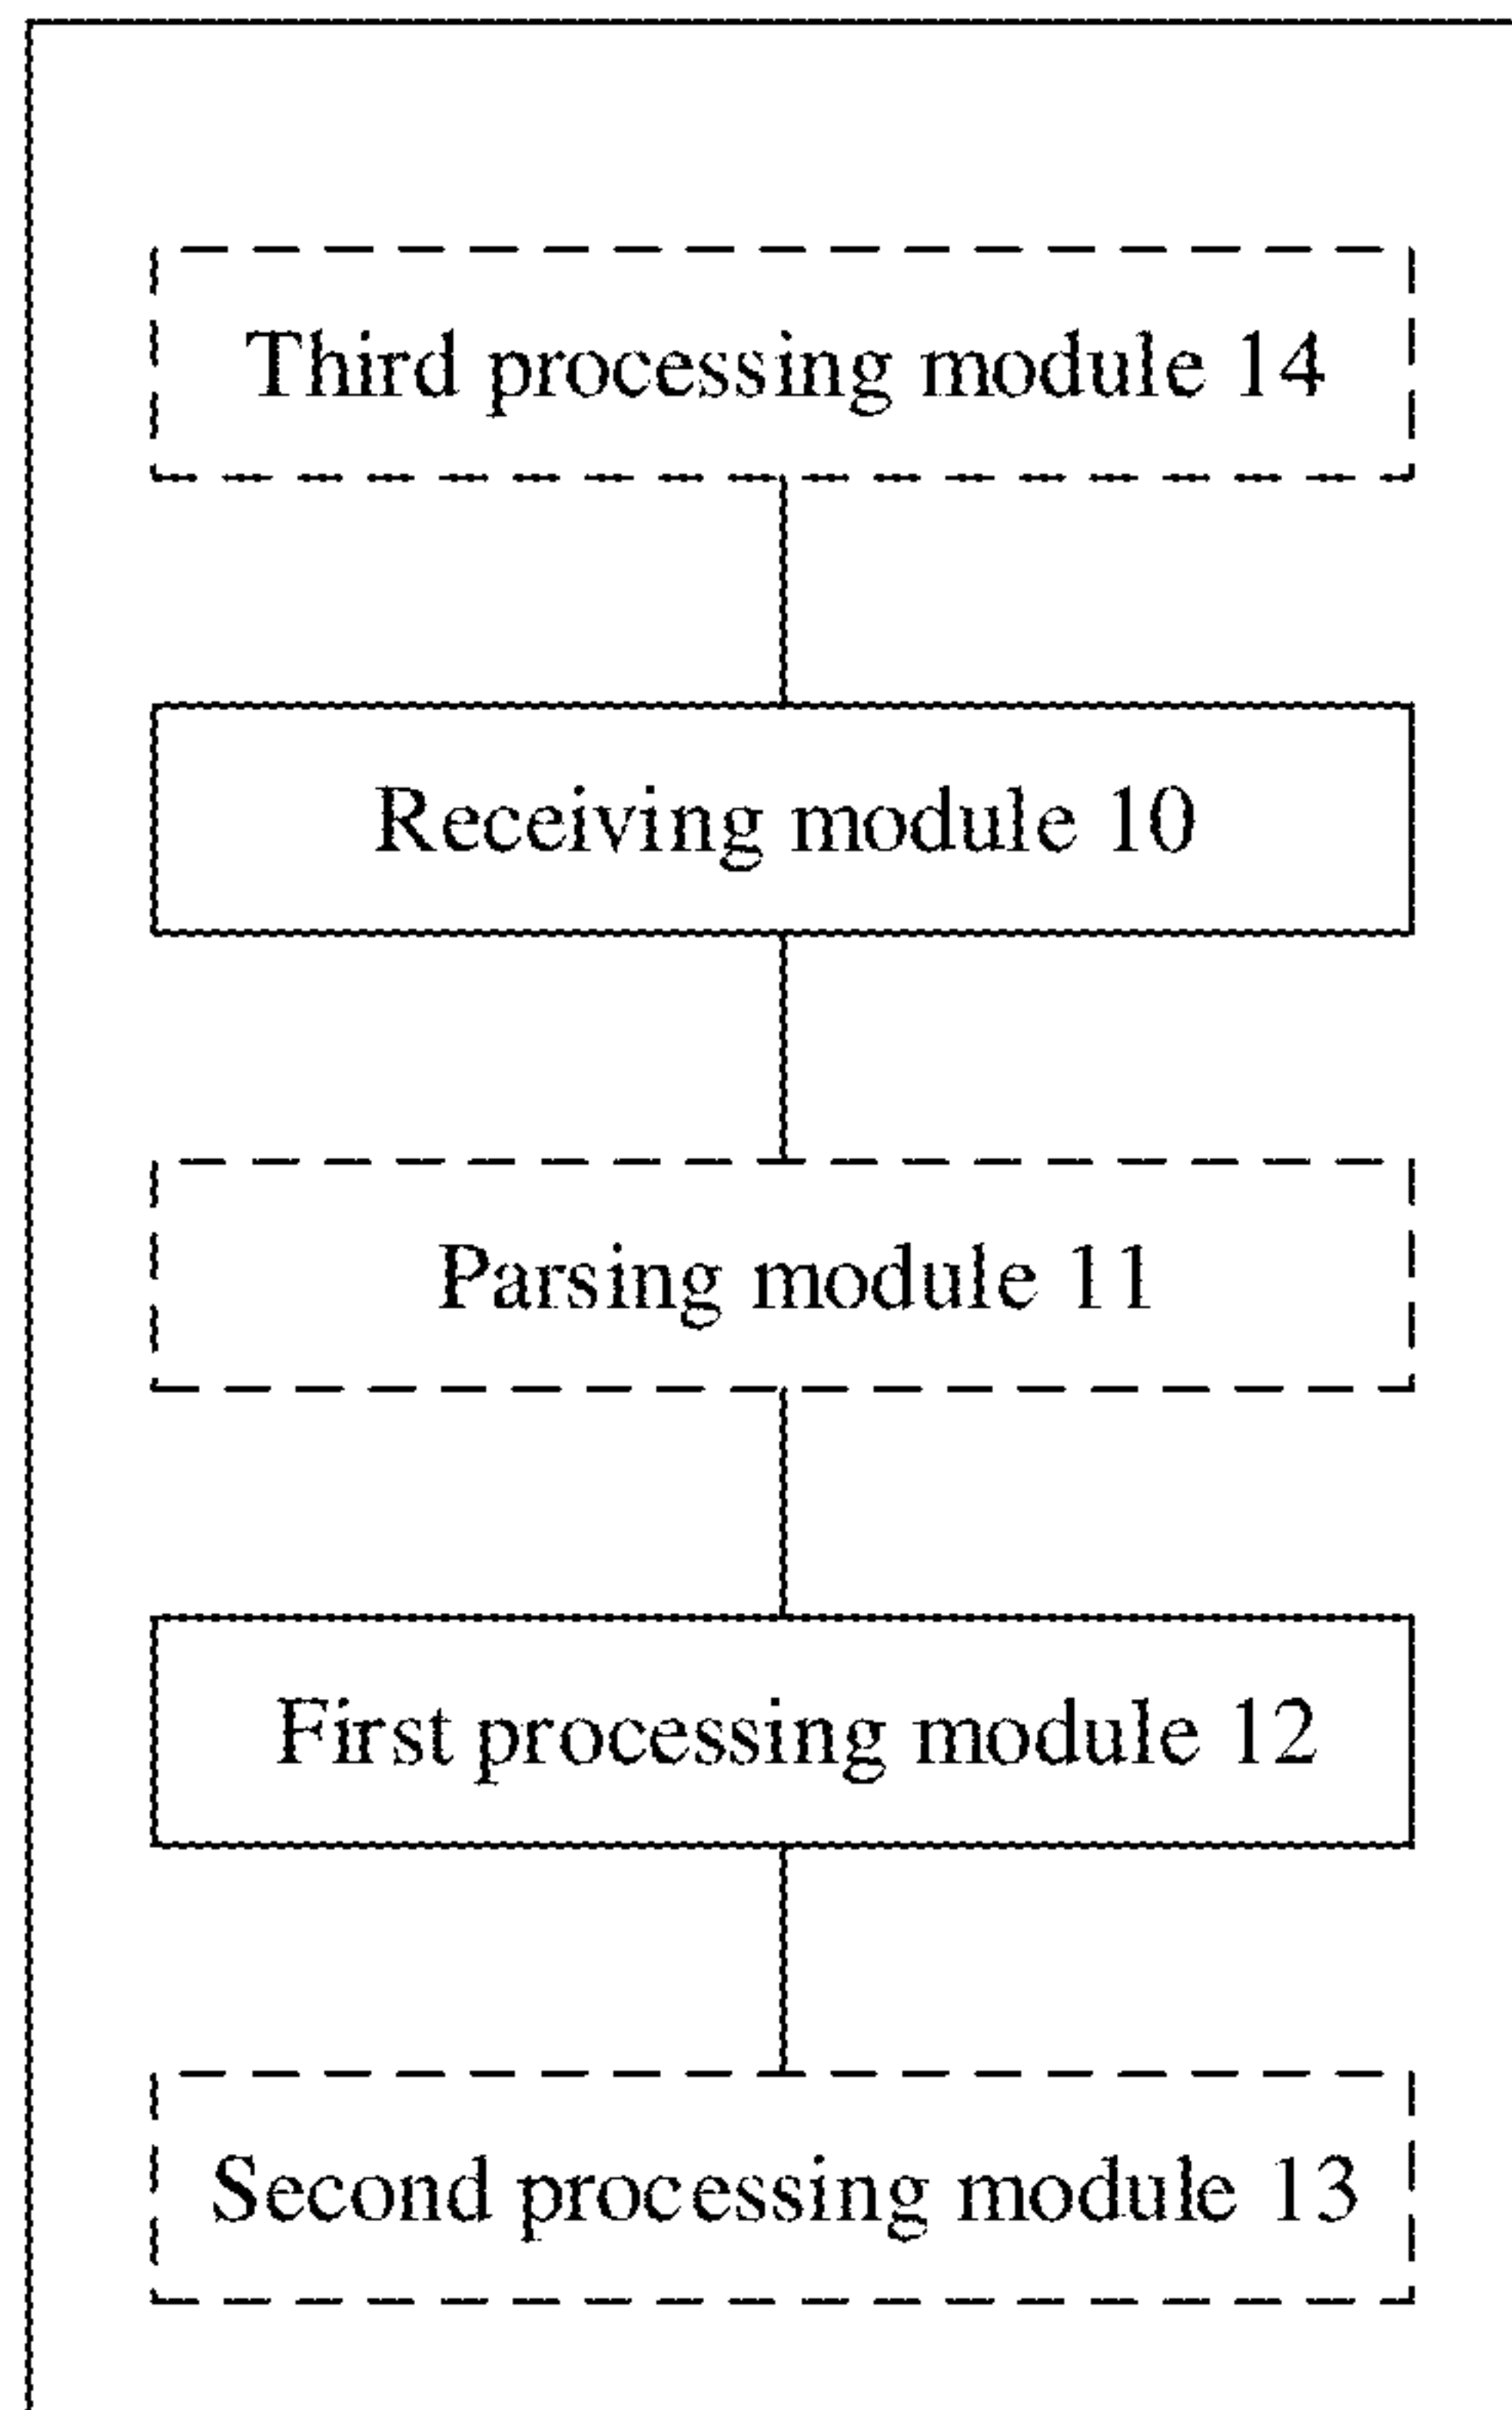 Third processing module 14
Receiving module 10
Parsing module 11
First processing module 12
Second processing module 13